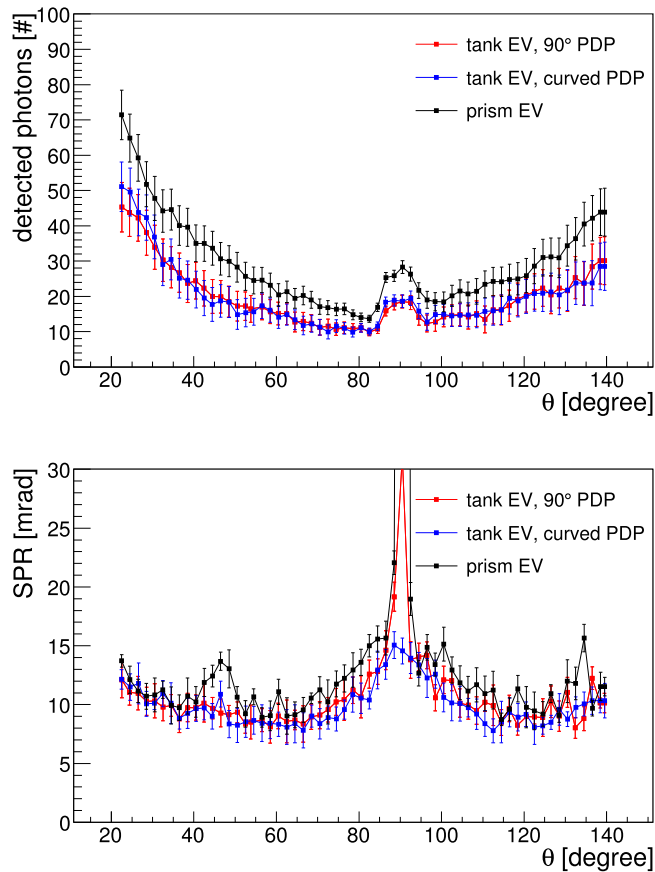 detected photons [#]
100
90
80
70
60
50
40
30
20
10
0
tank EV, 90° PDP
tank EV, curved PDP
prism EV
20 40 60 80 100 120 140
θ [degree]
SPR [mrad]
30
25
20
15
10
5
0
tank EV, 90° PDP
tank EV, curved PDP
prism EV
20 40 60 80 100 120 140
θ [degree]